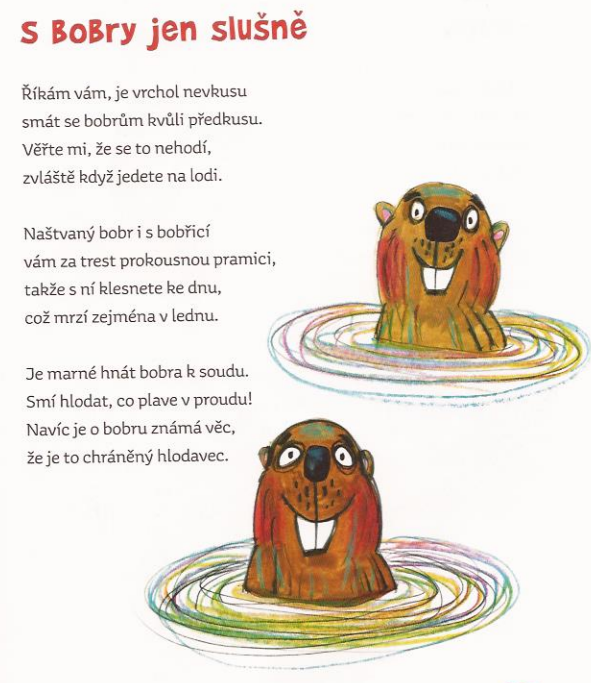 S BoBry jen slušně
Říkám vám, je vrchol nevkusu
smát se bobrům kvůli předkusu.
Věřte mi, že se to nehodí,
zvláště když jedete na lodi.
Naštvaný bobr i s bobřicí
vám za trest prokousnou pramici,
takže s ní klesnete ke dnu,
což mrzí zejména v lednu.
Je marné hnát bobra k soudu.
Smí hlodat, co plave v proudu!
Navíc je o bobru známá věc,
že je to chráněný hlodavec.